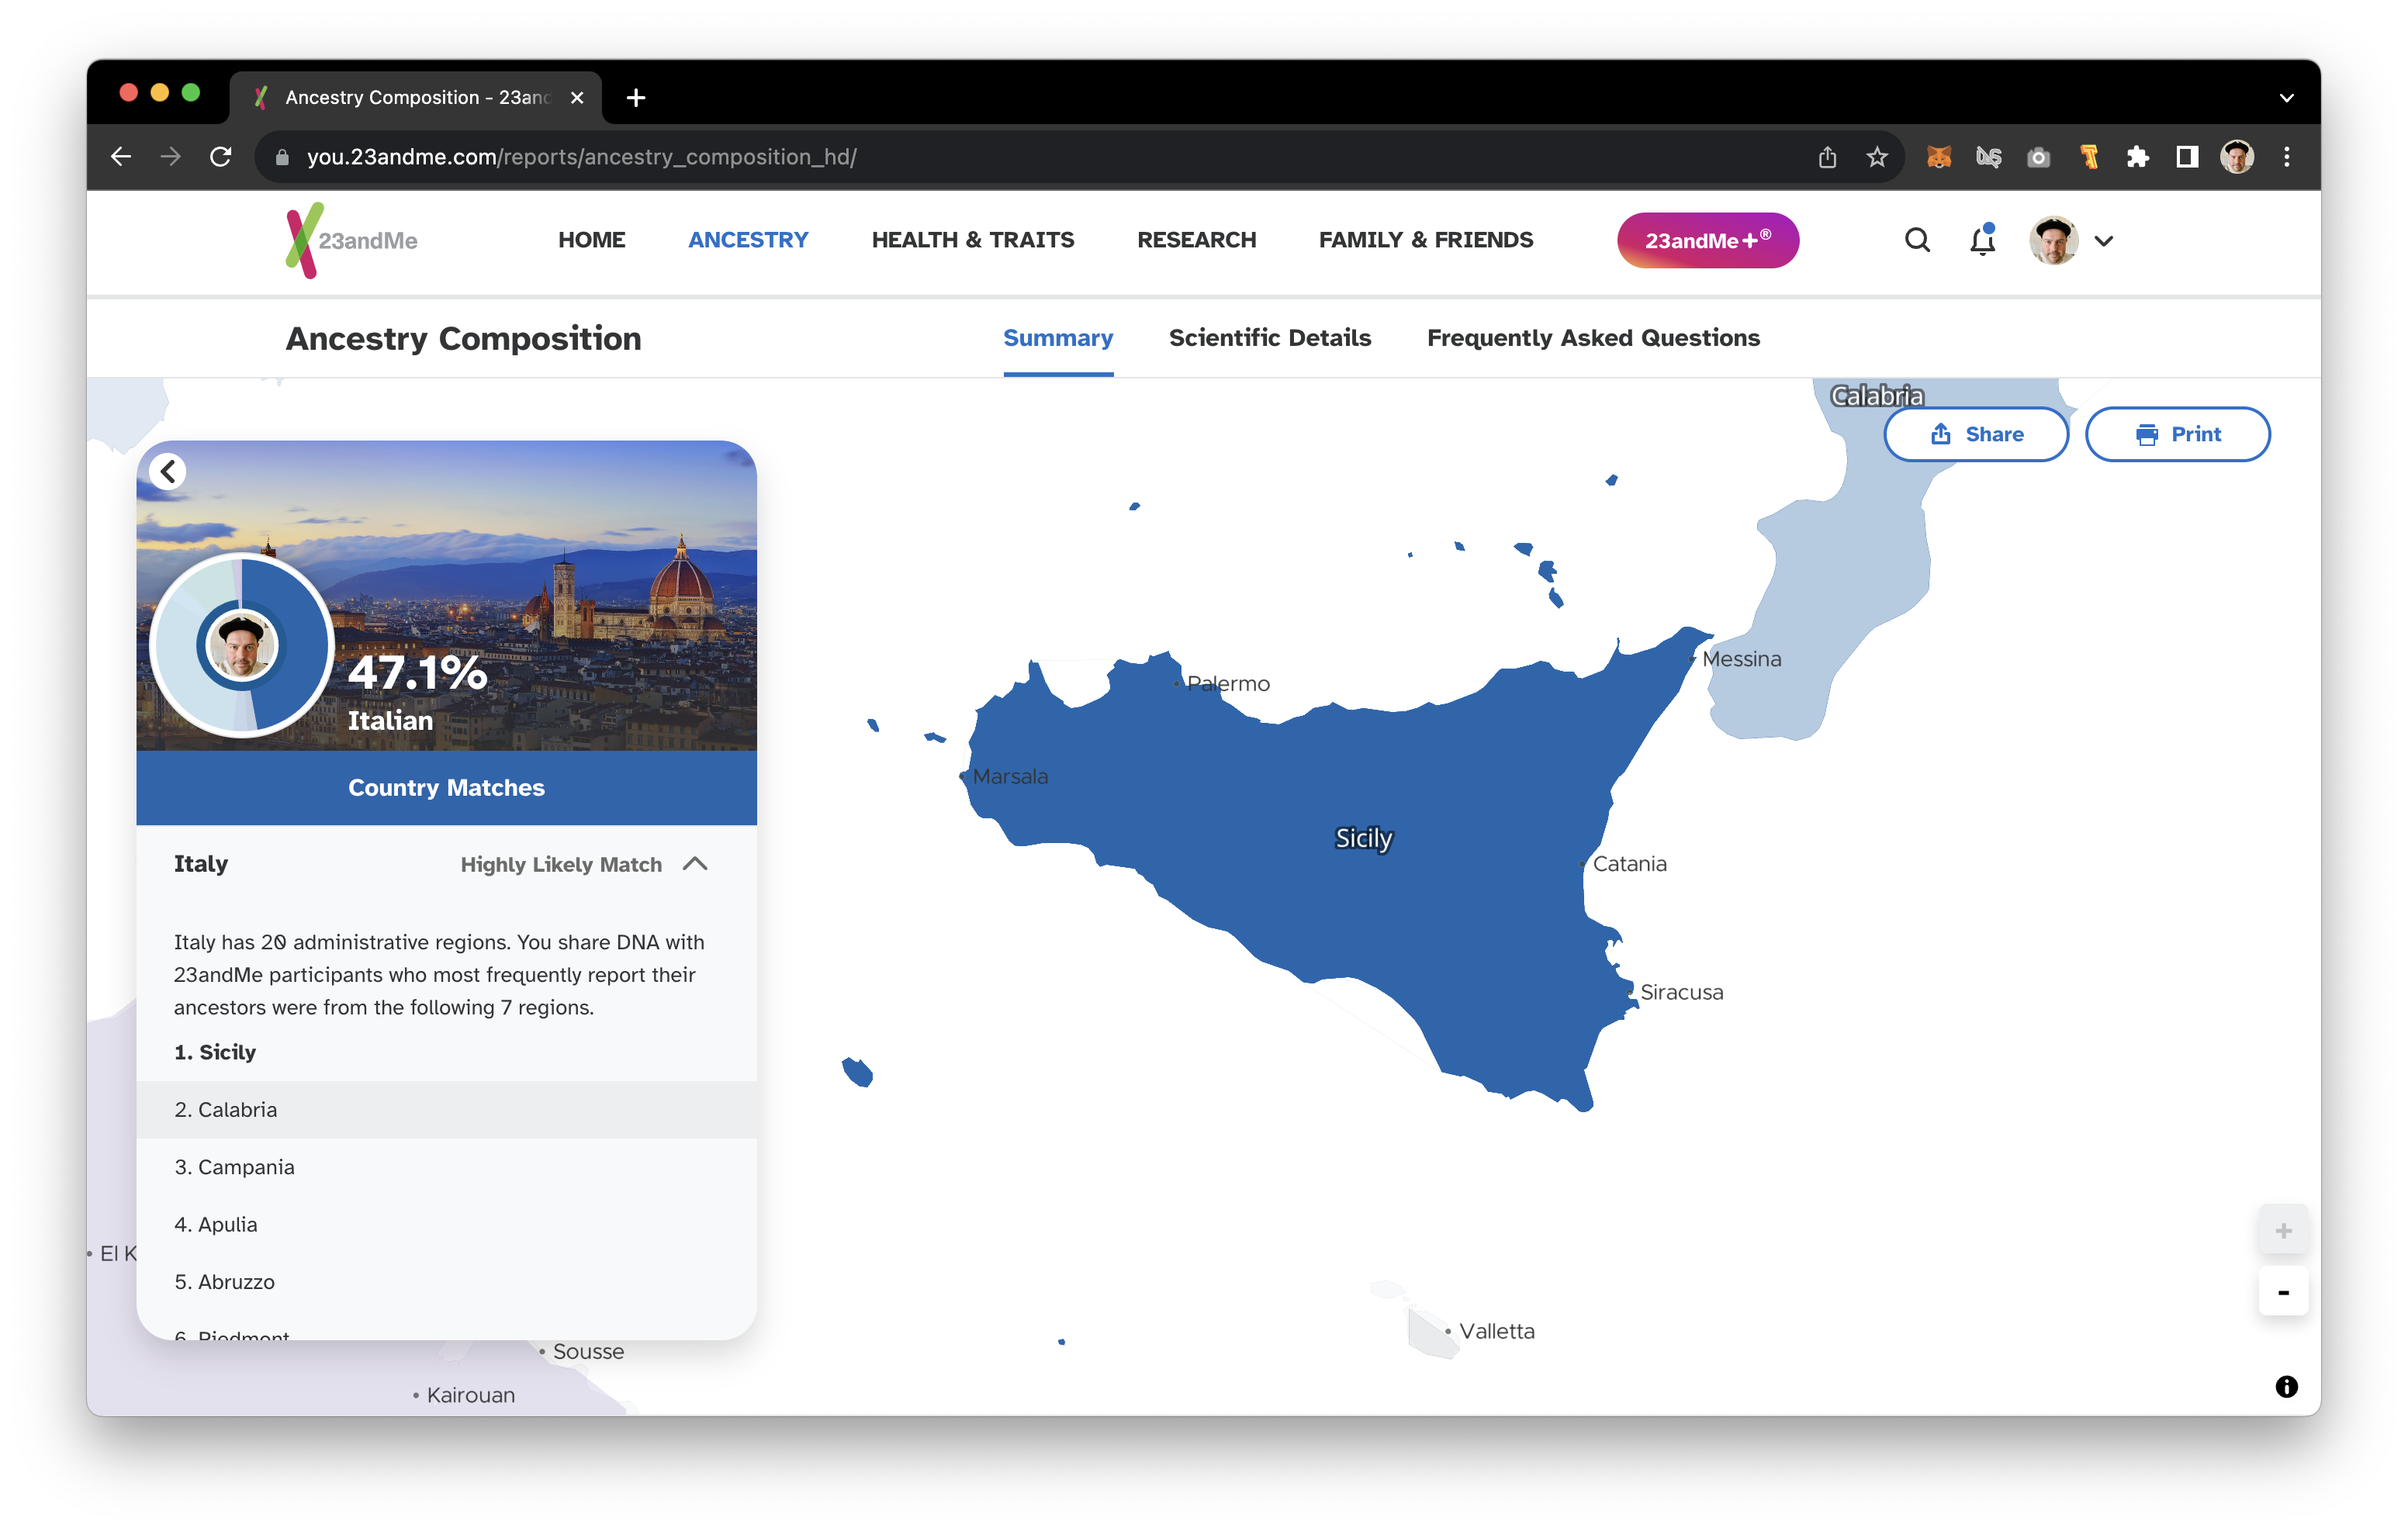 Ancestry Composition - 23and
you.23andme.com/reports/ancestry_composition_hd/
23andMe
HOME
ANCESTRY
HEALTH & TRAITS
RESEARCH
FAMILY & FRIENDS
23andMe+®
Ancestry Composition
Summary
Scientific Details
Frequently Asked Questions
Calabria
Share
Print
47.1%
Italian
Country Matches
Italy
Highly Likely Match
Italy has 20 administrative regions. You share DNA with
23andMe participants who most frequently report their
ancestors were from the following 7 regions.
1. Sicily
2. Calabria
3. Campania
4. Apulia
5. Abruzzo
6. Piedmont
Messina
Palermo
Marsala
Sicily
Catania
Siracusa
El K
Valletta
Sousse
Kairouan
+
-